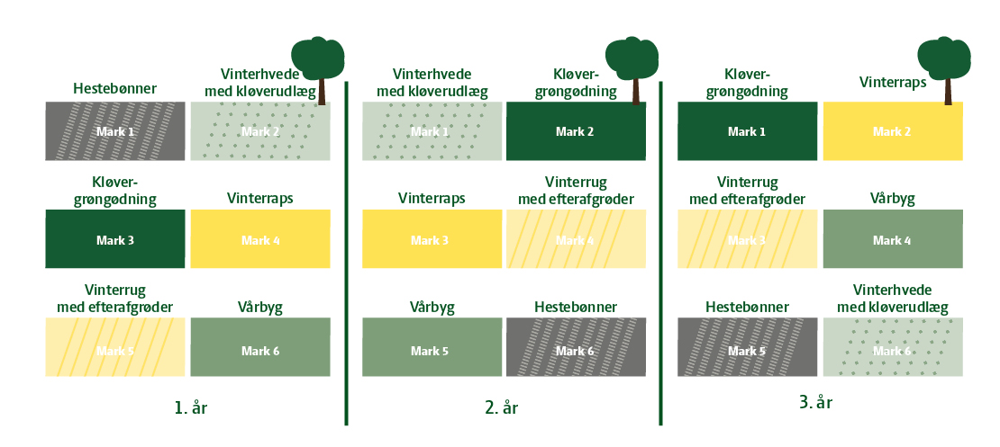 Hestebønner
Vinterhvede
med kløverudlæg
Mark 1
Mark 2
Kløver-
grøngødning
Vinterraps
Mark 3
Mark 4
Vinterrug
med efterafgrøder
Vårbyg
Mark 5
Mark 6
1. år
Vinterhvede
med kløverudlæg
Kløver-
grøngødning
Mark 1
Mark 2
Vinterraps
Vinterrug
med efterafgrøder
Mark 3
Mark 4
Vårbyg
Hestebønner
Mark 5
Mark 6
2. år
Kløver-
grøngødning
Vinterraps
Mark 1
Mark 2
Vinterrug
med efterafgrøder
Vårbyg
Mark 3
Mark 4
Hestebønner
Vinterhvede
med kløverudlæg
Mark 5
Mark 6
3. år